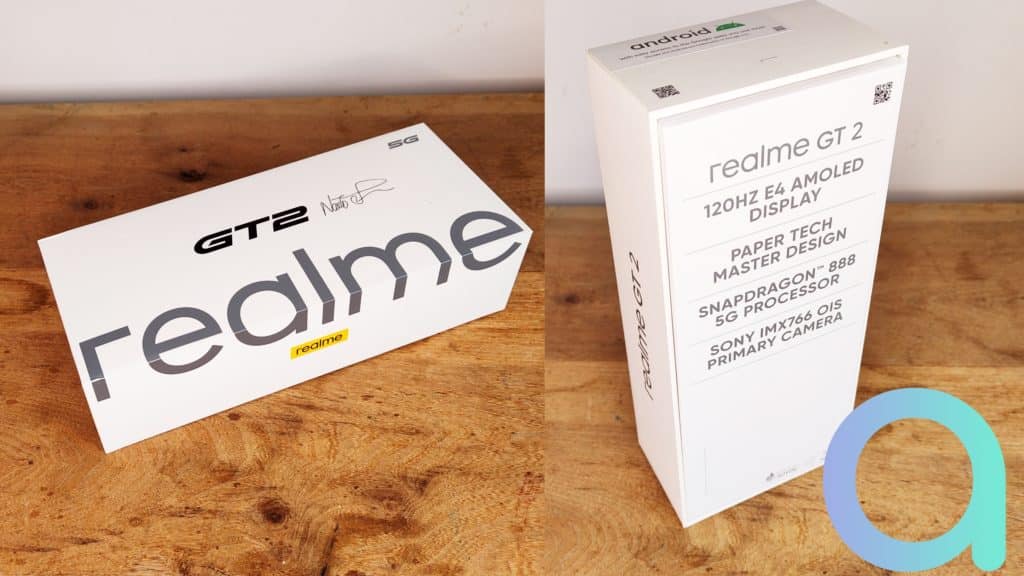 5G
GT2
realme
realme
android
realme GT 2
realme GT 2
120HZ E4 AMOLED
DISPLAY
PAPER TECH
MASTER DESIGN
SNAPDRAGON™ 888
5G PROCESSOR
SONY IMX766 OIS
PRIMARY CAMERA